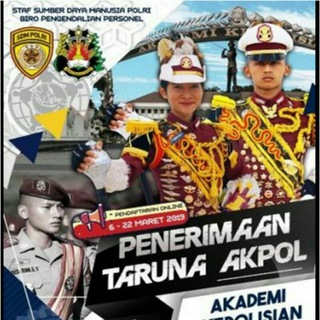 STAF SUMBER DAYA MANUSIA POLRI
BIRO PENGENDALIAN PERSONEL
SDM POLRI
PENDAFTARAN ONLINE
6 - 22 MARET 2019
PENERIMAAN
TARUNA AKPOL
AKADEMI